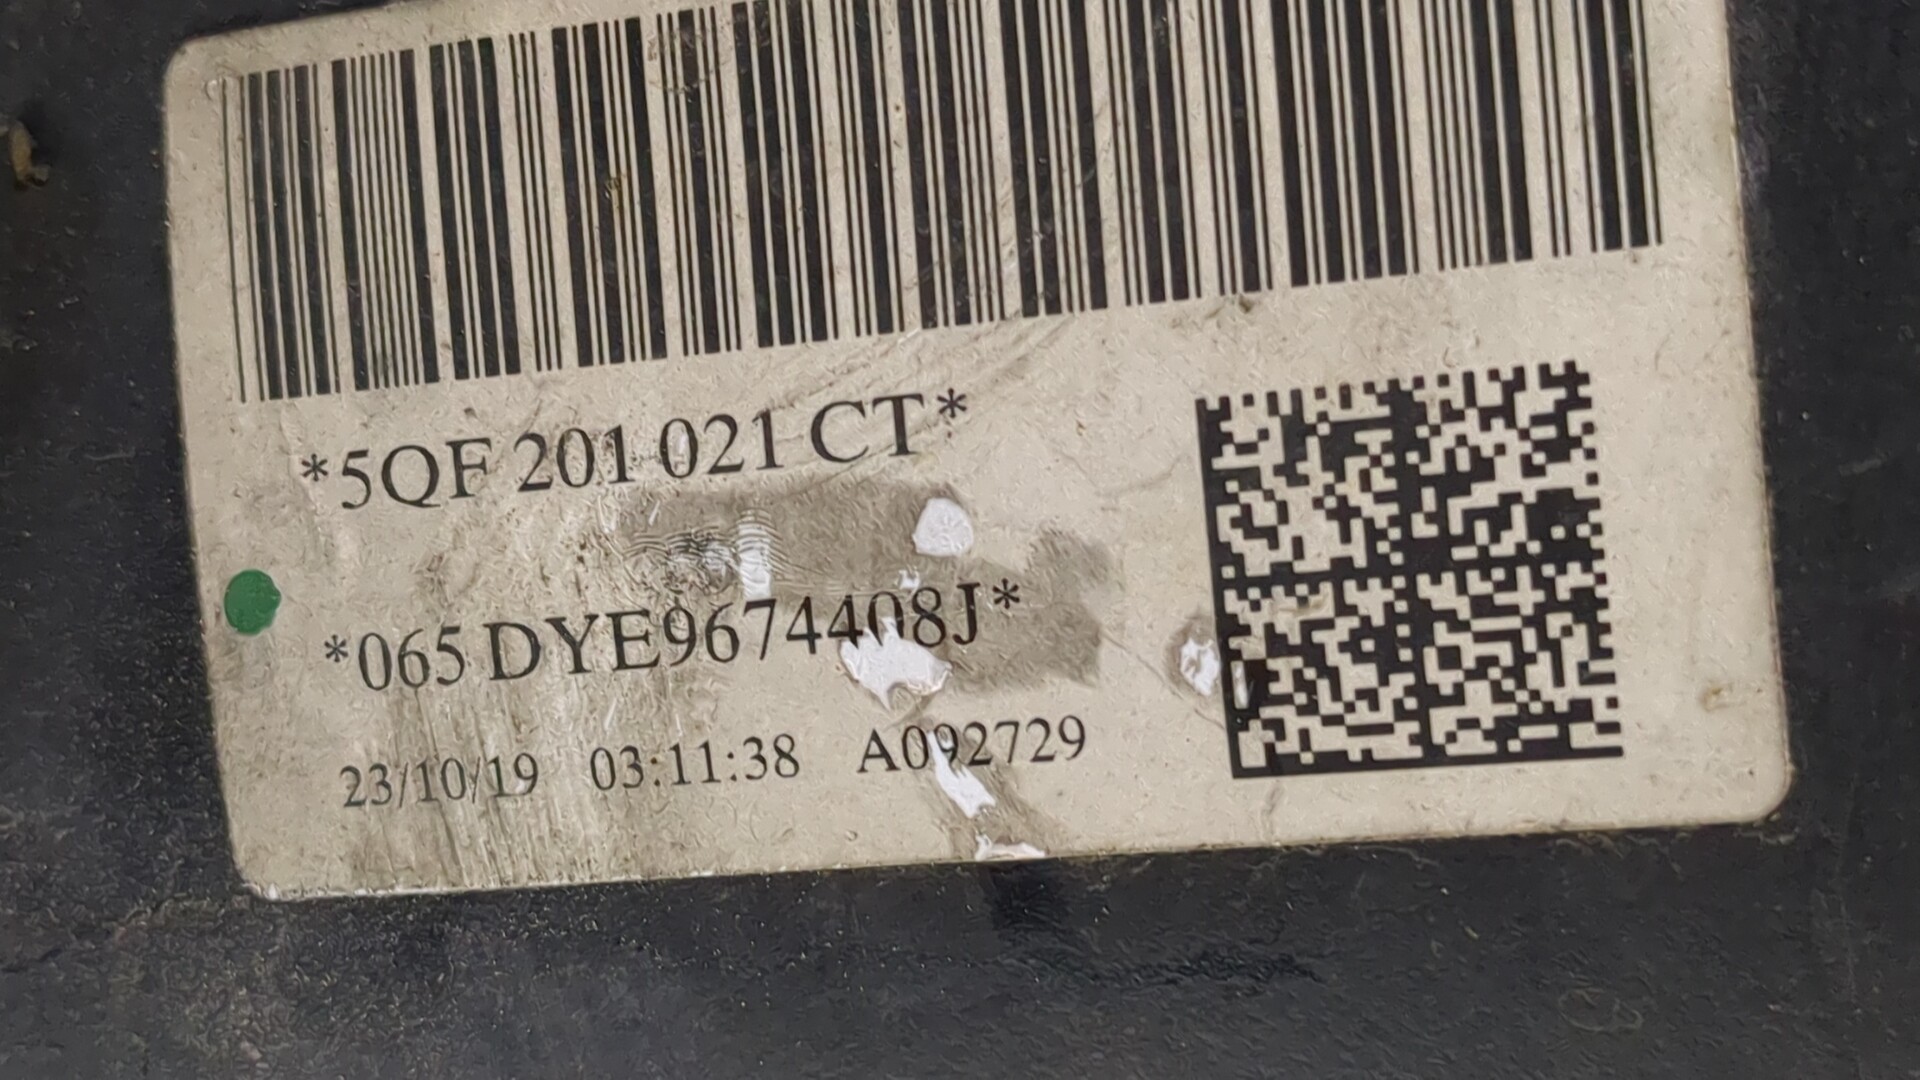 *5QF 201 021 CT*
*065 DYE9674408J*
23/10/19 03:11:38 A092729